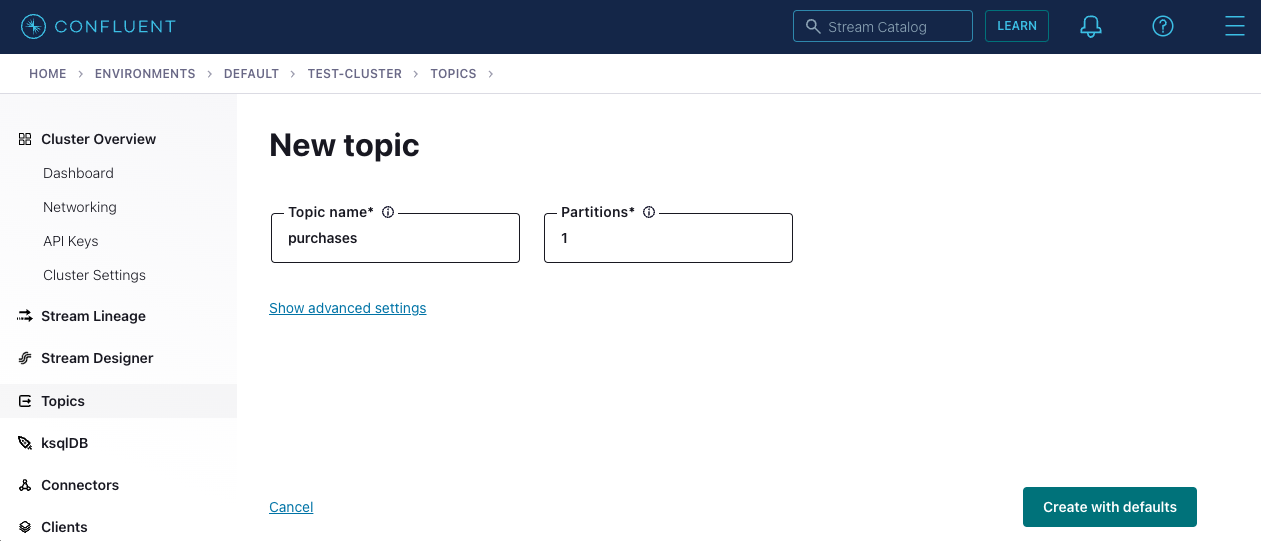 CONFLUENT
Stream Catalog
LEARN
HOME > ENVIRONMENTS > DEFAULT > TEST-CLUSTER > TOPICS >
Cluster Overview
Dashboard
Networking
API Keys
Cluster Settings
Stream Lineage
Stream Designer
Topics
ksqlDB
Connectors
Clients
New topic
Topic name*
purchases
Partitions*
1
Show advanced settings
Cancel
Create with defaults